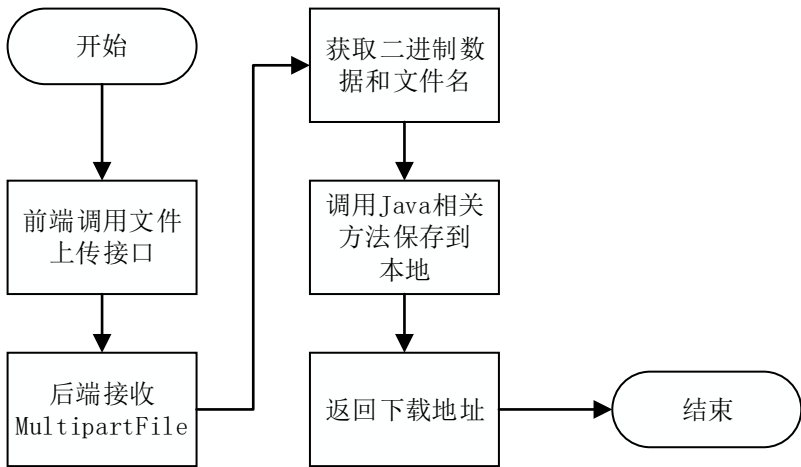 开始
前端调用文件
上传接口
后端接收
MultipartFile
获取二进制数
据和文件名
调用Java相关
方法保存到
本地
返回下载地址
结束